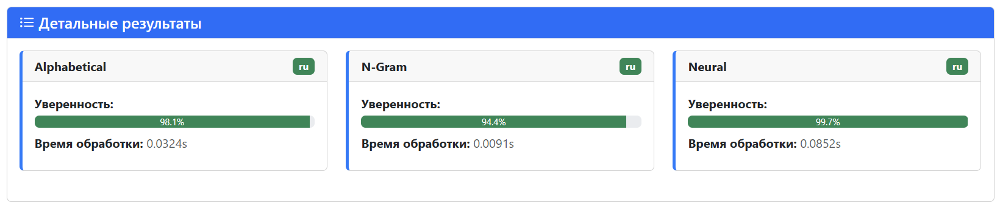 Детальные результаты
Alphabetical ru
Уверенность:
98.1%
Время обработки: 0.0324s
N-Gram ru
Уверенность:
94.4%
Время обработки: 0.0091s
Neural ru
Уверенность:
99.7%
Время обработки: 0.0852s